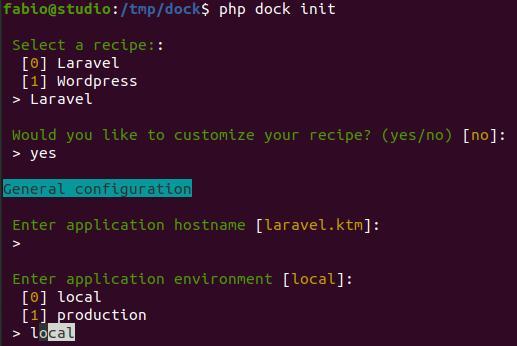 fabio@studio:/tmp/dock$ php dock init
Select a recipe::
[0] Laravel
[1] Wordpress
> Laravel
Would you like to customize your recipe? (yes/no) [no]:
> yes
General configuration
Enter application hostname [laravel.ktm]:
>
Enter application environment [local]:
[0] local
[1] production
> local